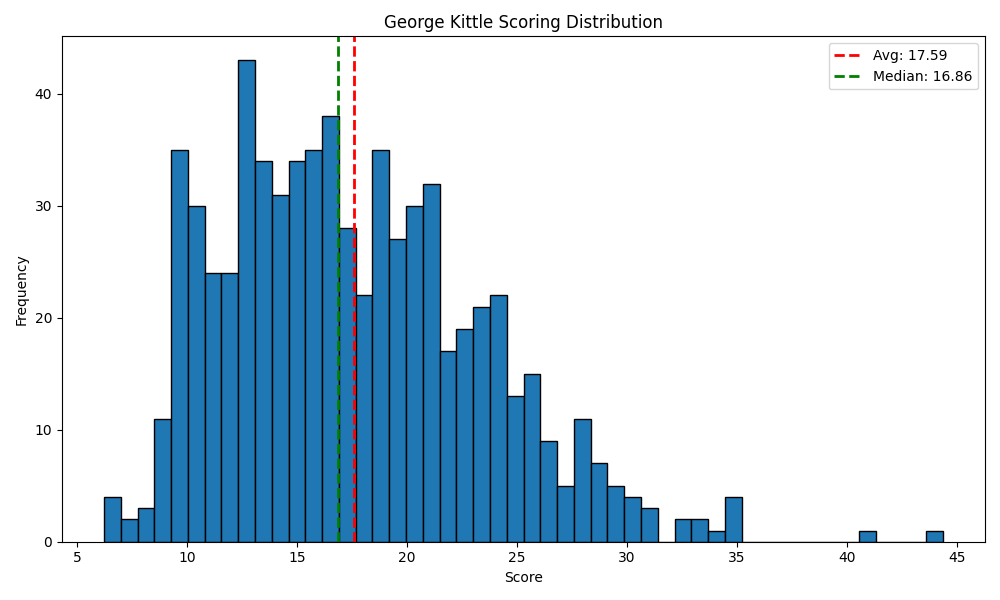 George Kittle Scoring Distribution
Avg: 17.59
Median: 16.86
Frequency
40
30
20
10
0
5 10 15 20 25 30 35 40 45
Score